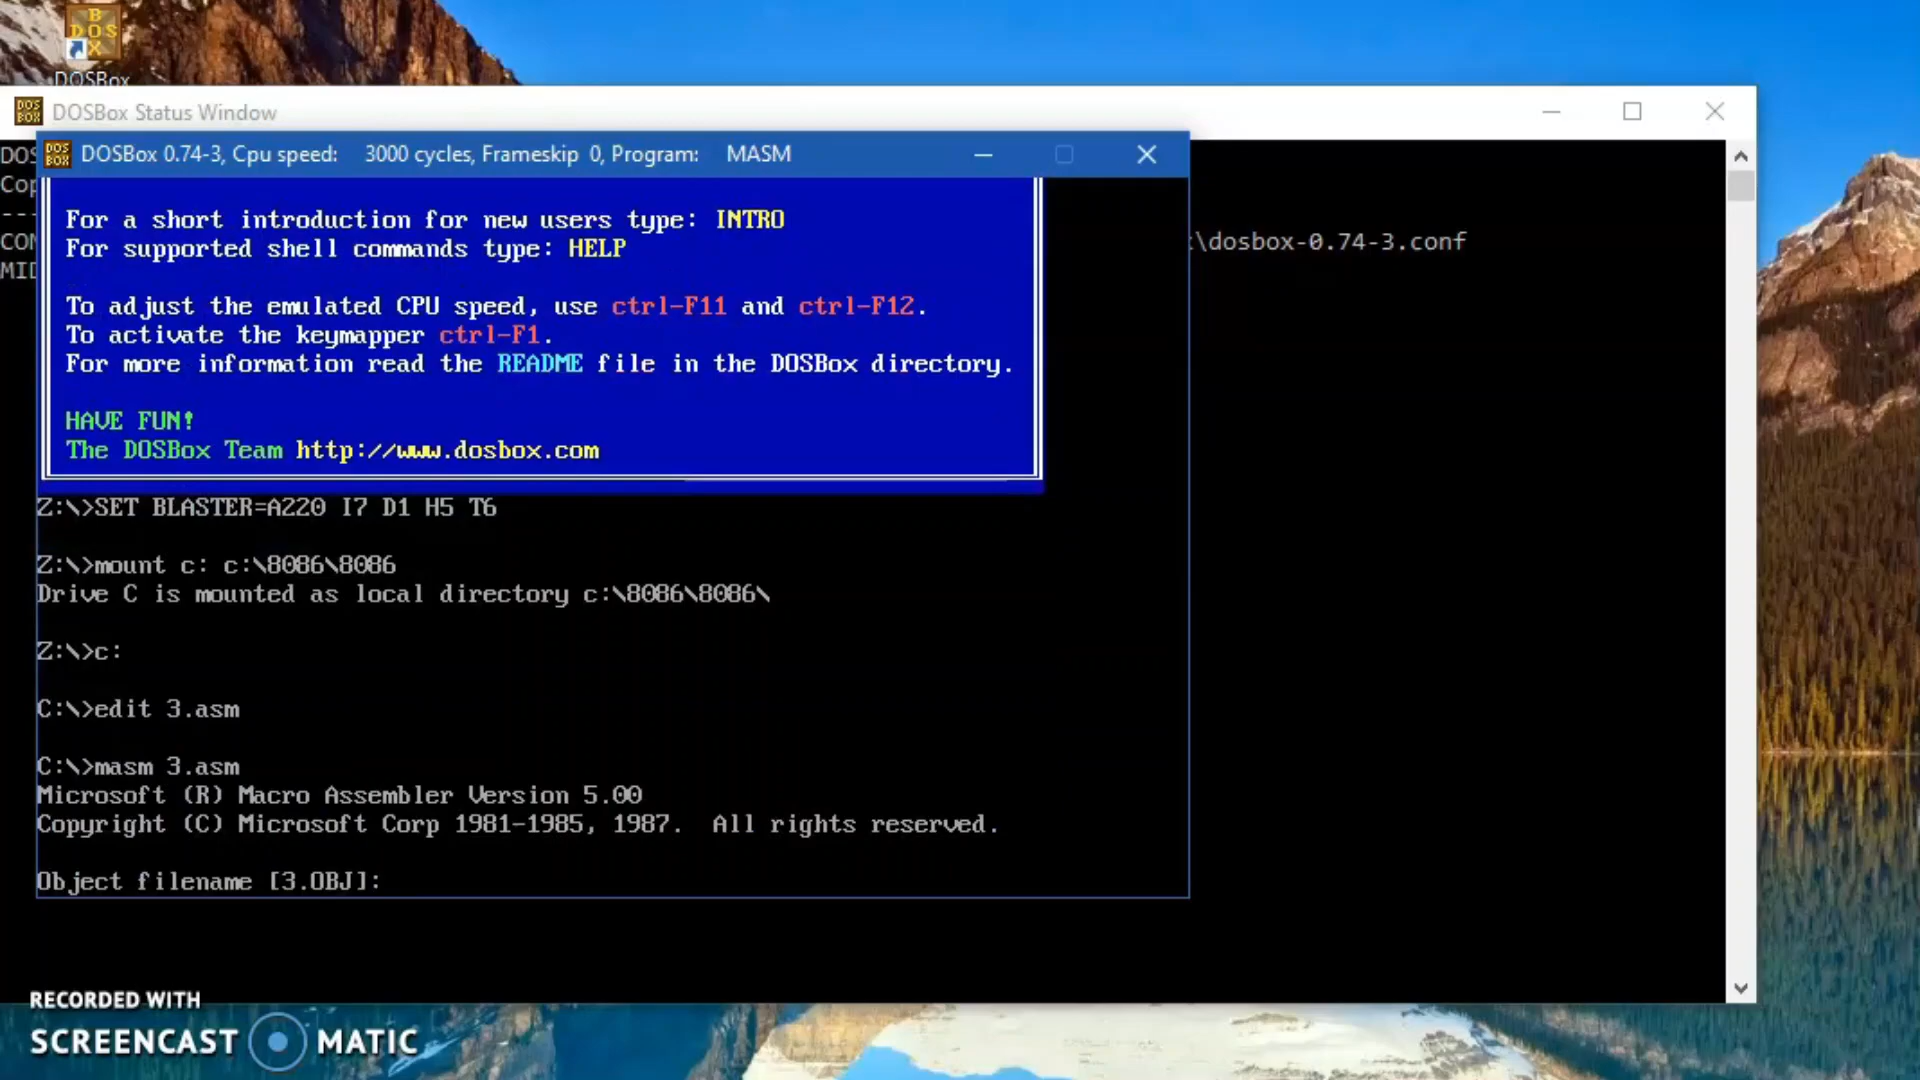 BOX
DOS
DOSBox
DOSBox Status Window
DOSBox 0.74-3, Cpu speed: 3000 cycles, Frameskip 0, Program: MASM
For a short introduction for new users type: INTRO
For supported shell commands type: HELP
To adjust the emulated CPU speed, use ctrl-F11 and ctrl-F12.
To activate the keymapper ctrl-F1.
For more information read the README file in the DOSBox directory.
HAVE FUN!
The DOSBox Team http://www.dosbox.com
Z:\>SET BLASTER=A220 I7 D1 H5 T6
Z:\>mount c: c:\8086\8086
Drive C is mounted as local directory c:\8086\8086\
Z:\>c:
C:\>edit 3.asm
C:\>masm 3.asm
Microsoft (R) Macro Assembler Version 5.00
Copyright (C) Microsoft Corp 1981-1985, 1987. All rights reserved.
Object filename [3.OBJ]:
DOS
Cop
---
CON
MID
:\dosbox-0.74-3.conf
RECORDED WITH
SCREENCAST MATIC